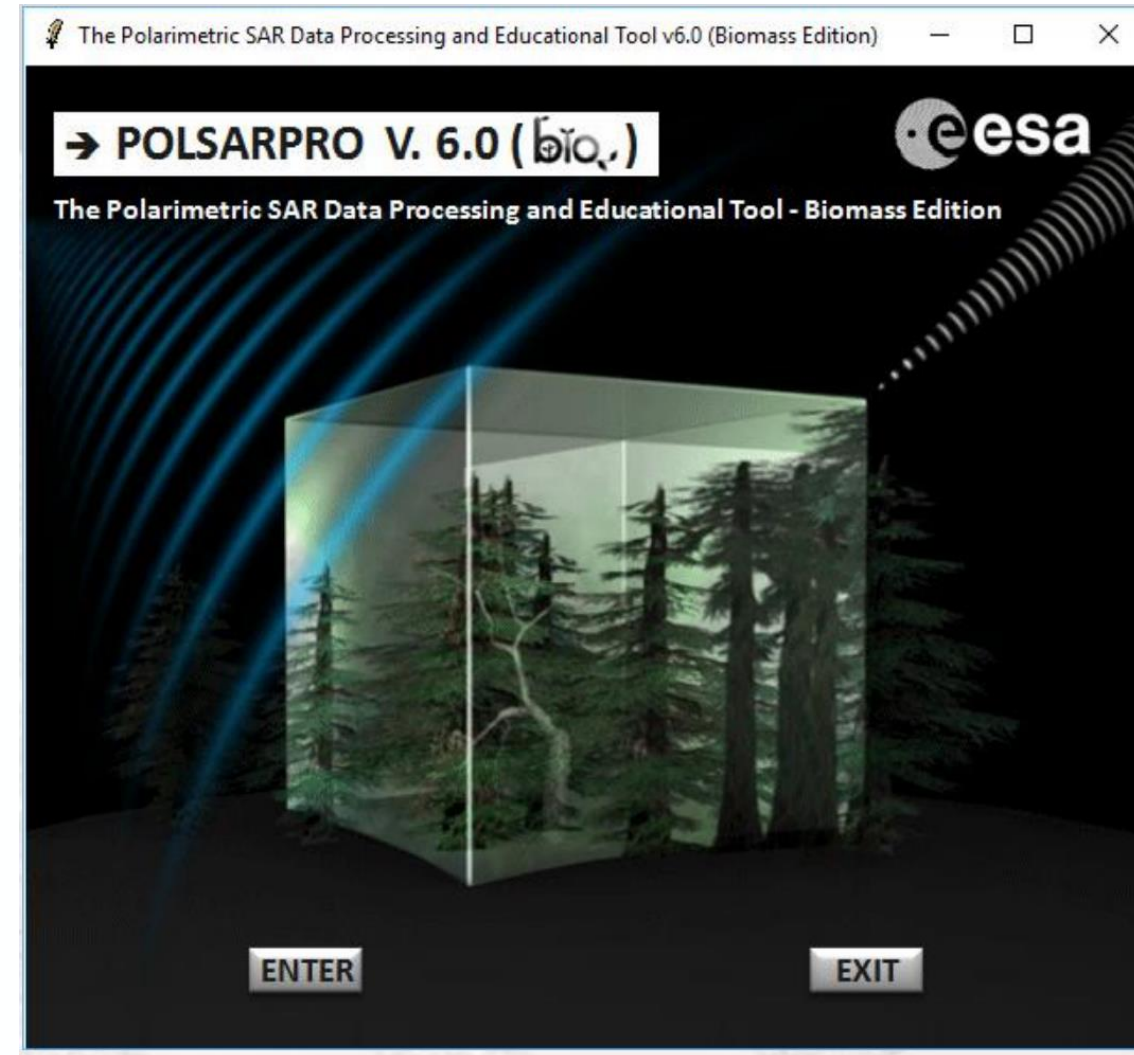 The Polarimetric SAR Data Processing and Educational Tool v6.0 (Biomass Edition)
➔ POLSARPRO V. 6.0 ( bio )
esa
The Polarimetric SAR Data Processing and Educational Tool - Biomass Edition
ENTER
EXIT